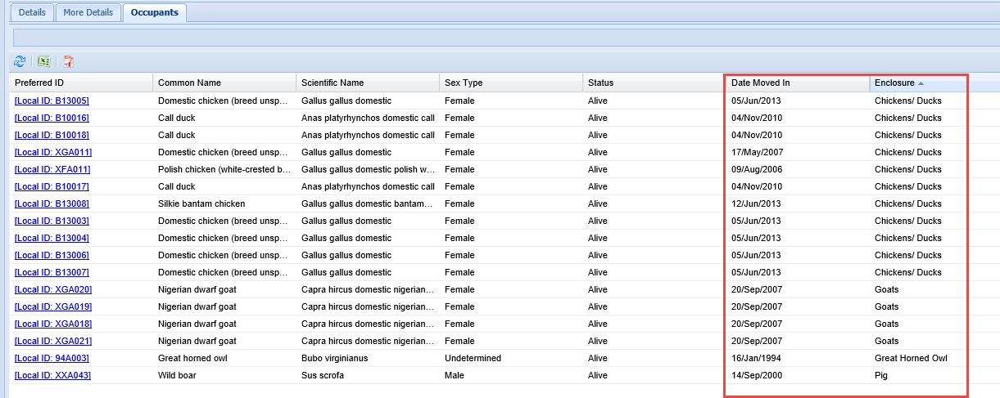 Details More Details Occupants
Preferred ID Common Name Scientific Name Sex Type Status Date Moved In Enclosure
[Local ID: B13005] Domestic chicken (breed unsp... Gallus gallus domestic Female Alive 05/Jun/2013 Chickens/ Ducks
[Local ID: B10016] Call duck Anas platyrhynchos domestic call Female Alive 04/Nov/2010 Chickens/ Ducks
[Local ID: B10018] Call duck Anas platyrhynchos domestic call Female Alive 04/Nov/2010 Chickens/ Ducks
[Local ID: XGA011] Domestic chicken (breed unsp... Gallus gallus domestic Female Alive 17/May/2007 Chickens/ Ducks
[Local ID: XFA011] Polish chicken (white-crested b... Gallus gallus domestic polish w... Female Alive 09/Aug/2006 Chickens/ Ducks
[Local ID: B10017] Call duck Anas platyrhynchos domestic call Female Alive 04/Nov/2010 Chickens/ Ducks
[Local ID: B13008] Silkie bantam chicken Gallus gallus domestic bantam... Female Alive 12/Jun/2013 Chickens/ Ducks
[Local ID: B13003] Domestic chicken (breed unsp... Gallus gallus domestic Female Alive 05/Jun/2013 Chickens/ Ducks
[Local ID: B13004] Domestic chicken (breed unsp... Gallus gallus domestic Female Alive 05/Jun/2013 Chickens/ Ducks
[Local ID: B13006] Domestic chicken (breed unsp... Gallus gallus domestic Female Alive 05/Jun/2013 Chickens/ Ducks
[Local ID: B13007] Domestic chicken (breed unsp... Gallus gallus domestic Female Alive 05/Jun/2013 Chickens/ Ducks
[Local ID: XGA020] Nigerian dwarf goat Capra hircus domestic nigerian... Female Alive 20/Sep/2007 Goats
[Local ID: XGA019] Nigerian dwarf goat Capra hircus domestic nigerian... Female Alive 20/Sep/2007 Goats
[Local ID: XGA018] Nigerian dwarf goat Capra hircus domestic nigerian... Female Alive 20/Sep/2007 Goats
[Local ID: XGA021] Nigerian dwarf goat Capra hircus domestic nigerian... Female Alive 20/Sep/2007 Goats
[Local ID: 94A003] Great horned owl Bubo virginianus Undetermined Alive 16/Jan/1994 Great Horned Owl
[Local ID: XXA043] Wild boar Sus scrofa Male Alive 14/Sep/2000 Pig